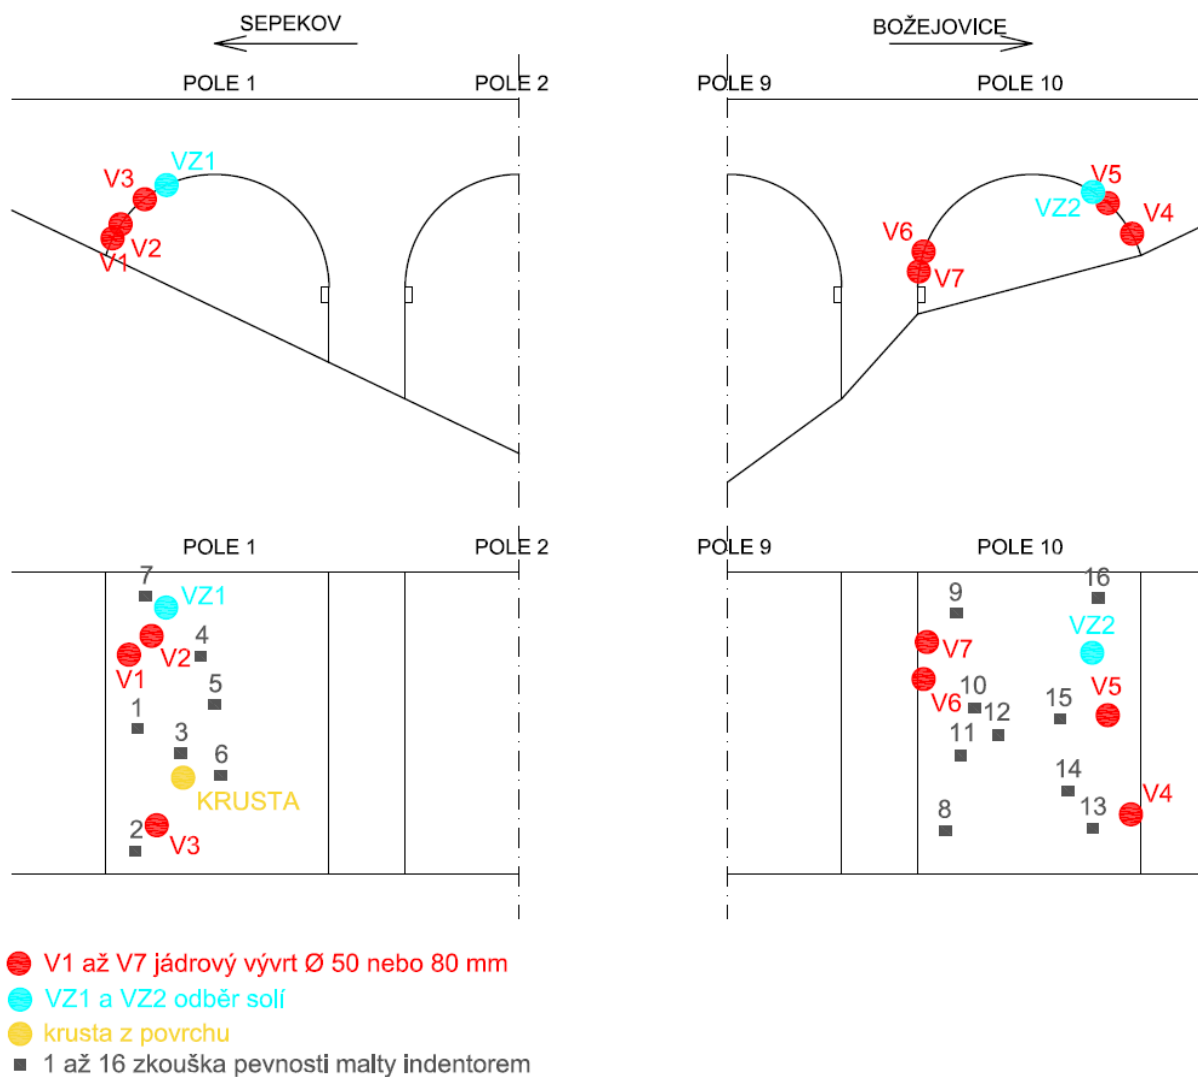 SEPEKOV
BOŽEJOVICE
POLE 1
POLE 2
POLE 9
POLE 10
VZ1
V3
V2
V1
V5
VZ2
V4
V6
V7
POLE 1
POLE 2
POLE 9
POLE 10
7
VZ1
4
V2
V1
5
1
3
6
KRUSTA
2
V3
16
9
VZ2
V7
V6
10
V5
15
12
11
14
V4
8
13
V1 až V7 jádrový vývrt Ø 50 nebo 80 mm
VZ1 a VZ2 odběr solí
krusta z povrchu
1 až 16 zkouška pevnosti malty indentorem